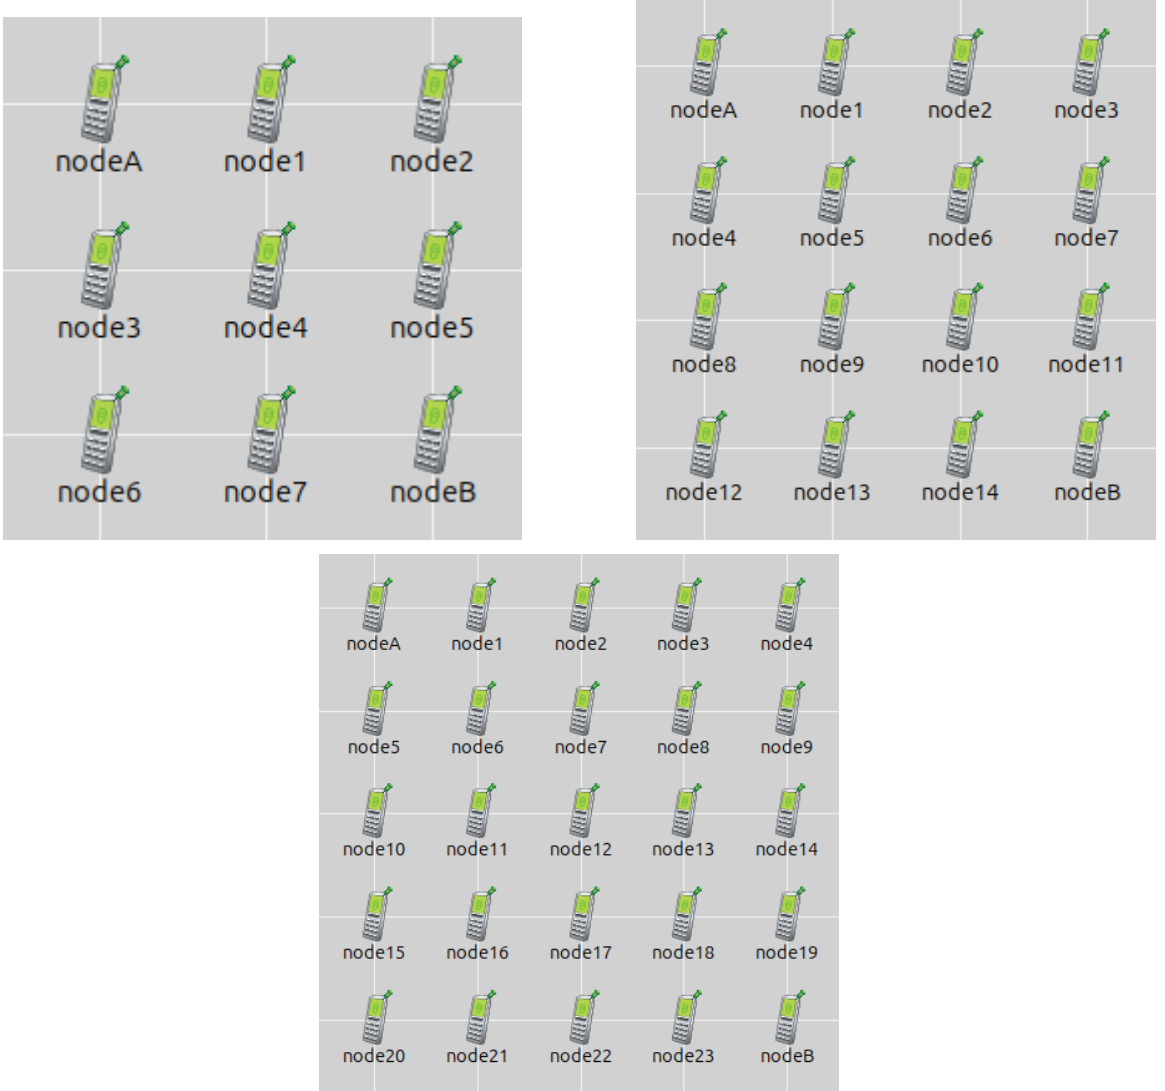 nodeA node1 node2
node3 node4 node5
node6 node7 nodeB
nodeA node1 node2 node3
node4 node5 node6 node7
node8 node9 node10 node11
node12 node13 node14 nodeB
nodeA node1 node2 node3 node4
node5 node6 node7 node8 node9
node10 node11 node12 node13 node14
node15 node16 node17 node18 node19
node20 node21 node22 node23 nodeB